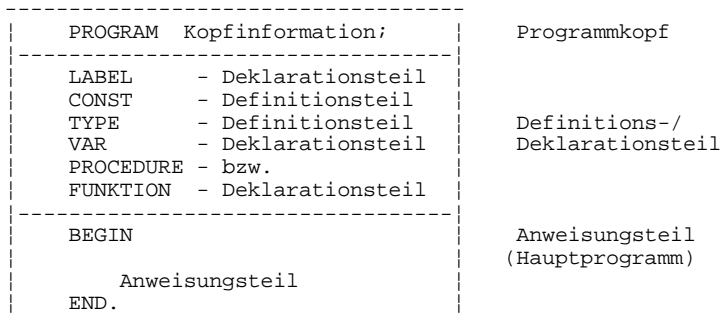 PROGRAM Kopfinformation; Programmkopf
LABEL - Deklarationsteil
CONST - Definitionsteil
TYPE - Definitionsteil Definitions-/
VAR - Deklarationsteil Deklarationsteil
PROCEDURE - bzw.
FUNKTION - Deklarationsteil
BEGIN Anweisungsteil
(Hauptprogramm)
Anweisungsteil
END.